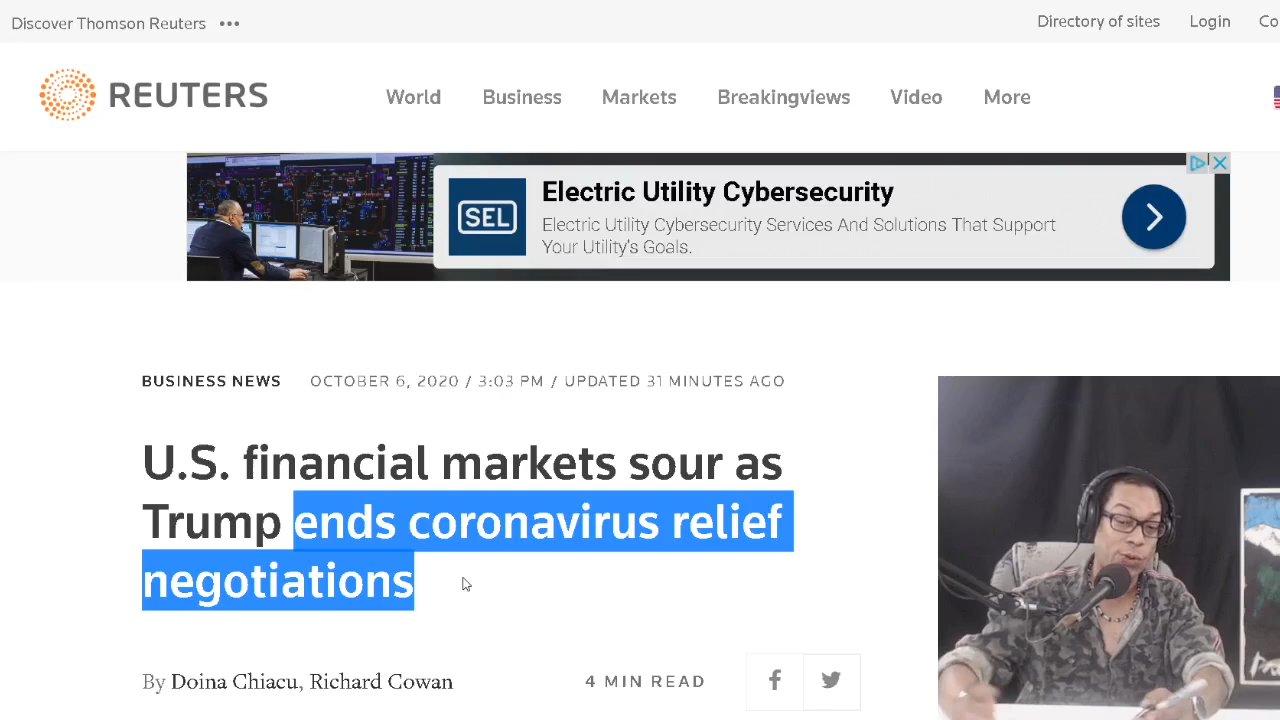 Discover Thomson Reuters •••
Directory of sites Login Co
REUTERS
World Business Markets Breakingviews Video More
SEL
Electric Utility Cybersecurity
Electric Utility Cybersecurity Services And Solutions That Support
Your Utility's Goals.
BUSINESS NEWS OCTOBER 6, 2020 / 3:03 PM / UPDATED 31 MINUTES AGO
U.S. financial markets sour as
Trump ends coronavirus relief
negotiations
By Doina Chiacu, Richard Cowan
4 MIN READ